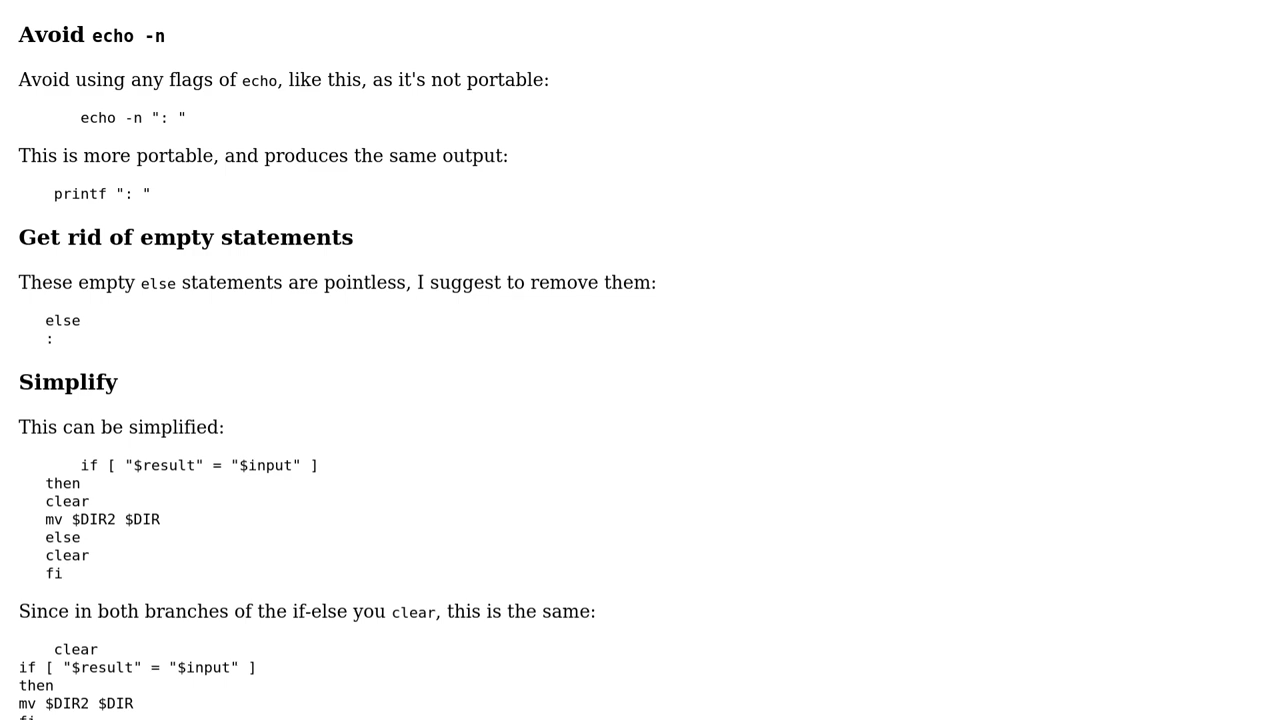 Avoid echo -n
Avoid using any flags of echo, like this, as it's not portable:
echo -n ": "
This is more portable, and produces the same output:
printf ": "
Get rid of empty statements
These empty else statements are pointless, I suggest to remove them:
else
:
Simplify
This can be simplified:
if [ "$result" = "$input" ]
then
clear
mv $DIR2 $DIR
else
clear
fi
Since in both branches of the if-else you clear, this is the same:
clear
if [ "$result" = "$input" ]
then
mv $DIR2 $DIR
fi